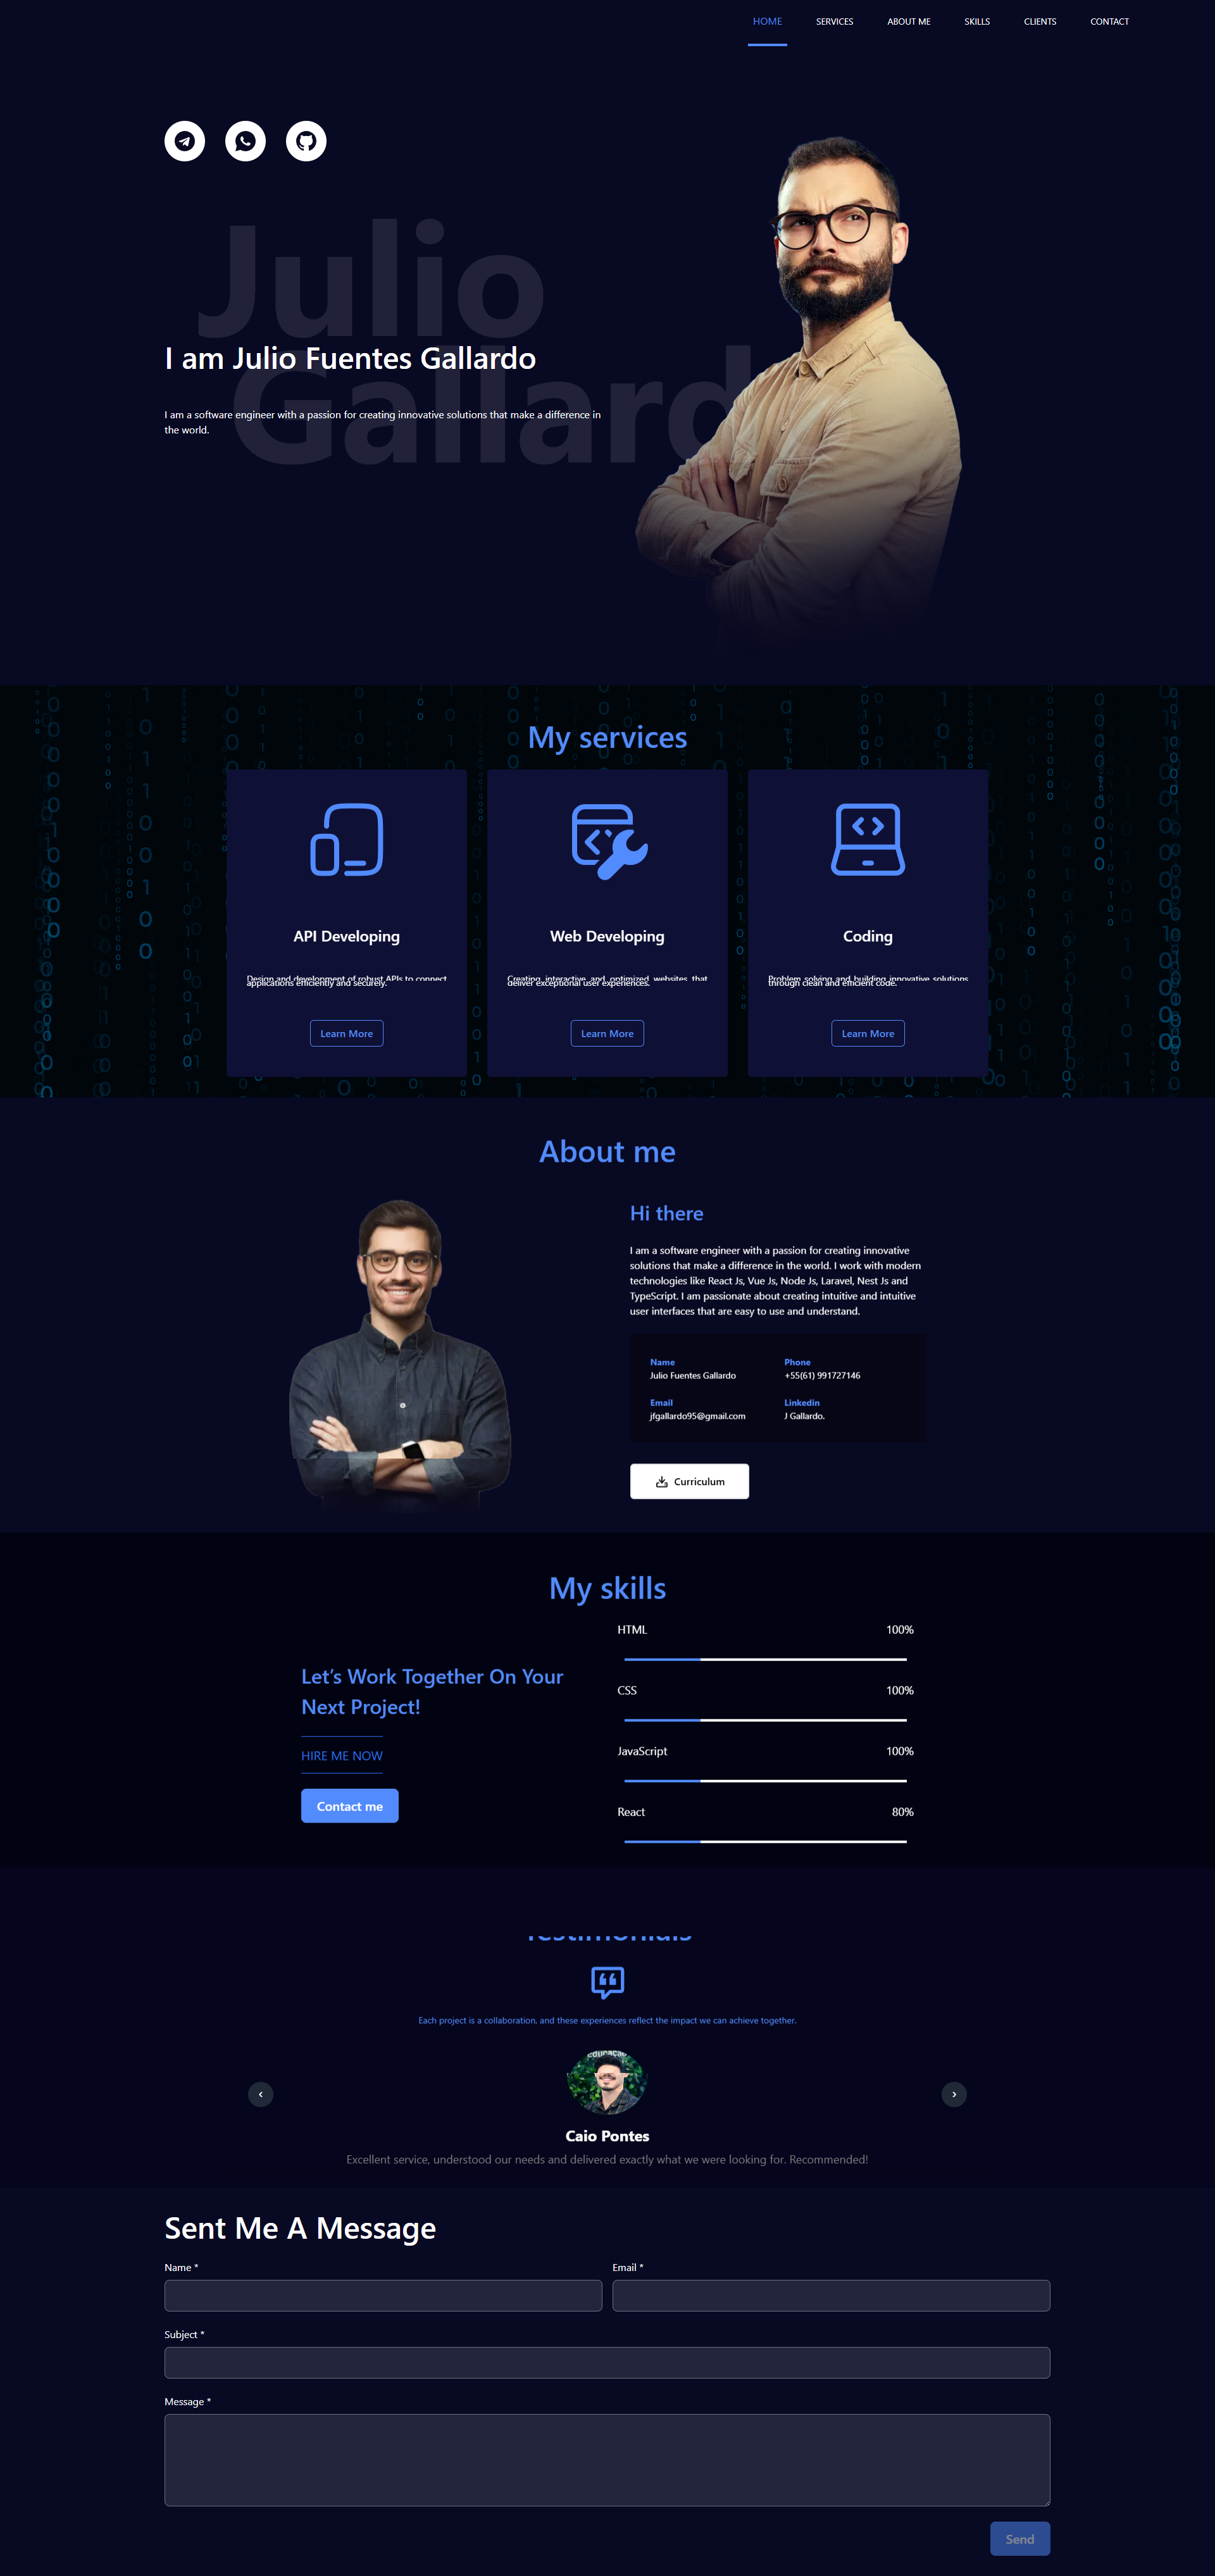 HOME SERVICES ABOUT ME SKILLS CLIENTS CONTACT
Julio
Gallard
I am Julio Fuentes Gallardo
I am a software engineer with a passion for creating innovative solutions that make a difference in
the world.
My services
API Developing
Design and development of robust APIs to connect
applications efficiently and securely.
Learn More
Web Developing
Creating interactive and optimized websites that
deliver exceptional user experiences.
Learn More
Coding
Problem solving and building innovative solutions
through clean and efficient code.
Learn More
About me
Hi there
I am a software engineer with a passion for creating innovative
solutions that make a difference in the world. I work with modern
technologies like React Js, Vue Js, Node Js, Laravel, Nest Js and
TypeScript. I am passionate about creating intuitive and intuitive
user interfaces that are easy to use and understand.
Name
Julio Fuentes Gallardo
Phone
+55(61) 991727146
Email
jfgallardo95@gmail.com
Linkedin
J Gallardo.
Curriculum
My skills
Let's Work Together On Your
Next Project!
HIRE ME NOW
Contact me
HTML 100%
CSS 100%
JavaScript 100%
React 80%
Testimonials
Each project is a collaboration, and these experiences reflect the impact we can achieve together.
Caio Pontes
Excellent service, understood our needs and delivered exactly what we were looking for. Recommended!
Sent Me A Message
Name *
Email *
Subject *
Message *
Send